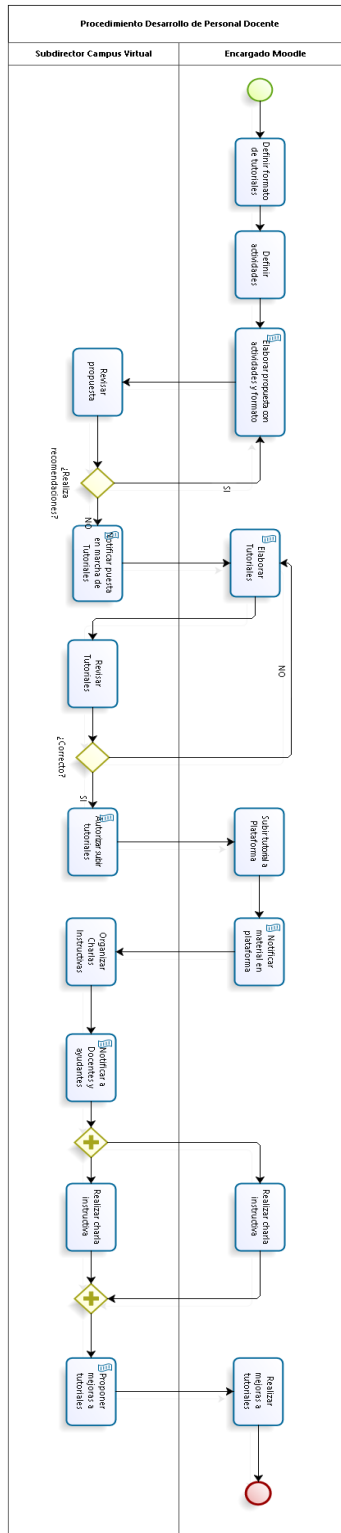 Procedimiento Desarrollo de Personal Docente
Subdirector Campus Virtual
Encargado Moodle
Definir formato
de tutoriales
Definir
actividades
Elaborar propuesta con
actividades y formato
Revisar
propuesta
¿Realiza
recomendaciones?
SI
NO
Notificar puesta
en marcha de
Tutoriales
Elaborar
Tutoriales
Revisar
Tutoriales
NO
¿Correcto?
SI
Autorizar subir
tutoriales
Subir tutorial a
Plataforma
Notificar
material en
plataforma
Organizar
Charlas
Instructivas
Notificar a
Docentes y
ayudantes
Realizar charla
instructiva
Realizar charla
instructiva
Proponer
mejoras a
tutoriales
Realizar
mejoras a
tutoriales